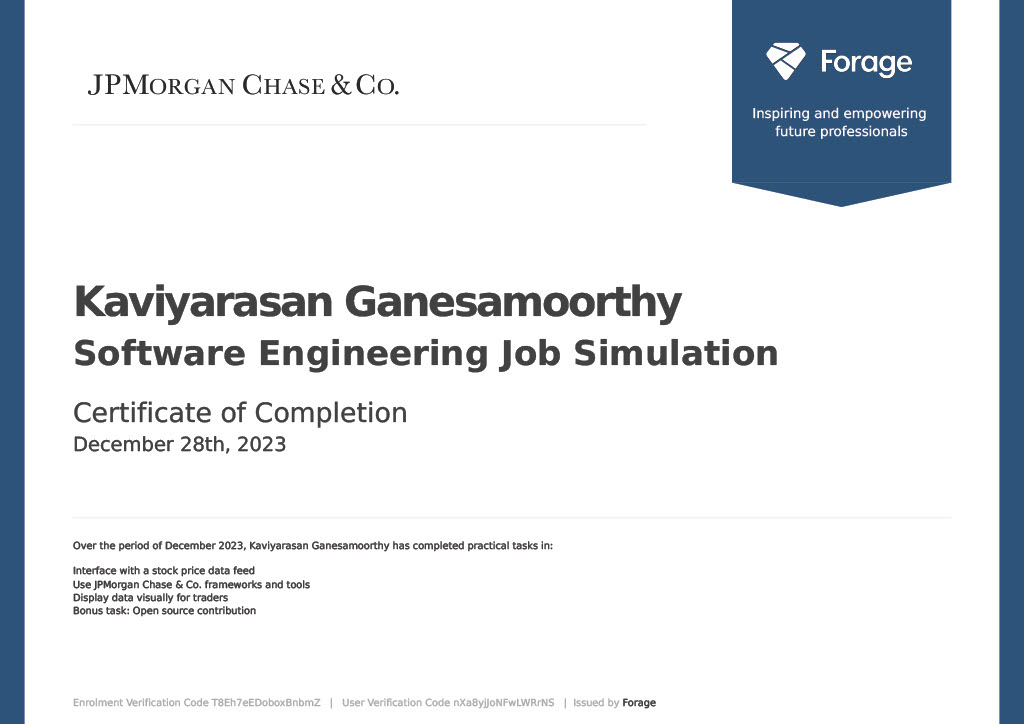 JPMORGAN CHASE & CO.
Forage
Inspiring and empowering
future professionals
Kaviyarasan Ganesamoorthy
Software Engineering Job Simulation
Certificate of Completion
December 28th, 2023
Over the period of December 2023, Kaviyarasan Ganesamoorthy has completed practical tasks in:
Interface with a stock price data feed
Use JPMorgan Chase & Co. frameworks and tools
Display data visually for traders
Bonus task: Open source contribution
Enrolment Verification Code T8Eh7eEDoboxBnbmZ | User Verification Code nXa8yjJoNFwLWRrNS | Issued by Forage